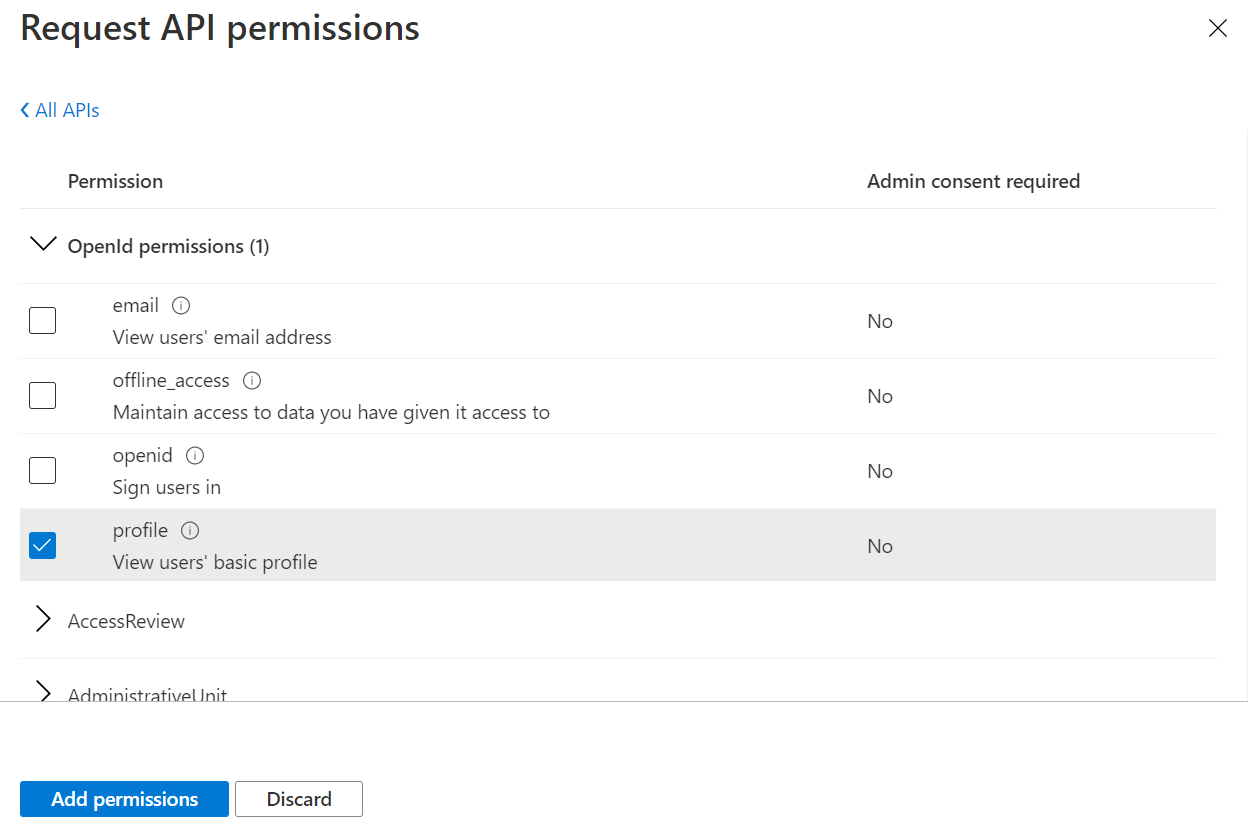 Request API permissions
All APIs
Permission Admin consent required
OpenId permissions (1)
email
View users' email address
No
offline_access
Maintain access to data you have given it access to
No
openid
Sign users in
No
profile
View users' basic profile
No
AccessReview
AdministrativeUnit
Add permissions Discard